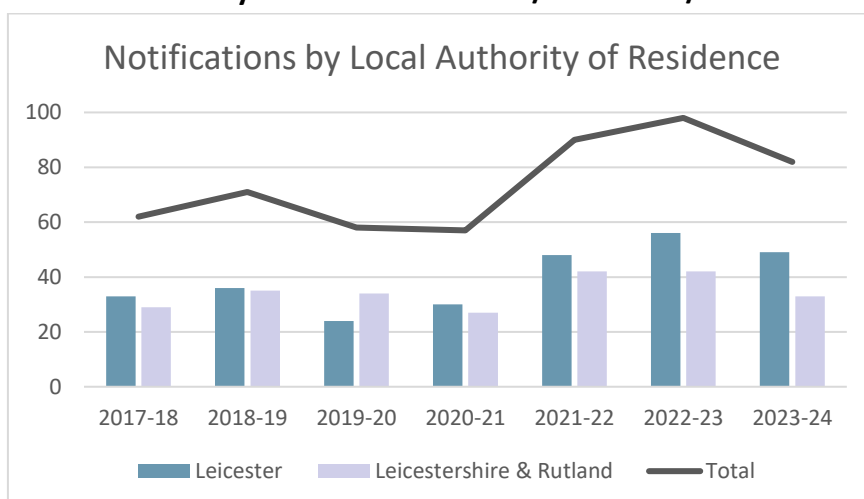 Notifications by Local Authority of Residence
100
80
60
40
20
0
2017-18 2018-19 2019-20 2020-21 2021-22 2022-23 2023-24
Leicester Leicestershire & Rutland Total